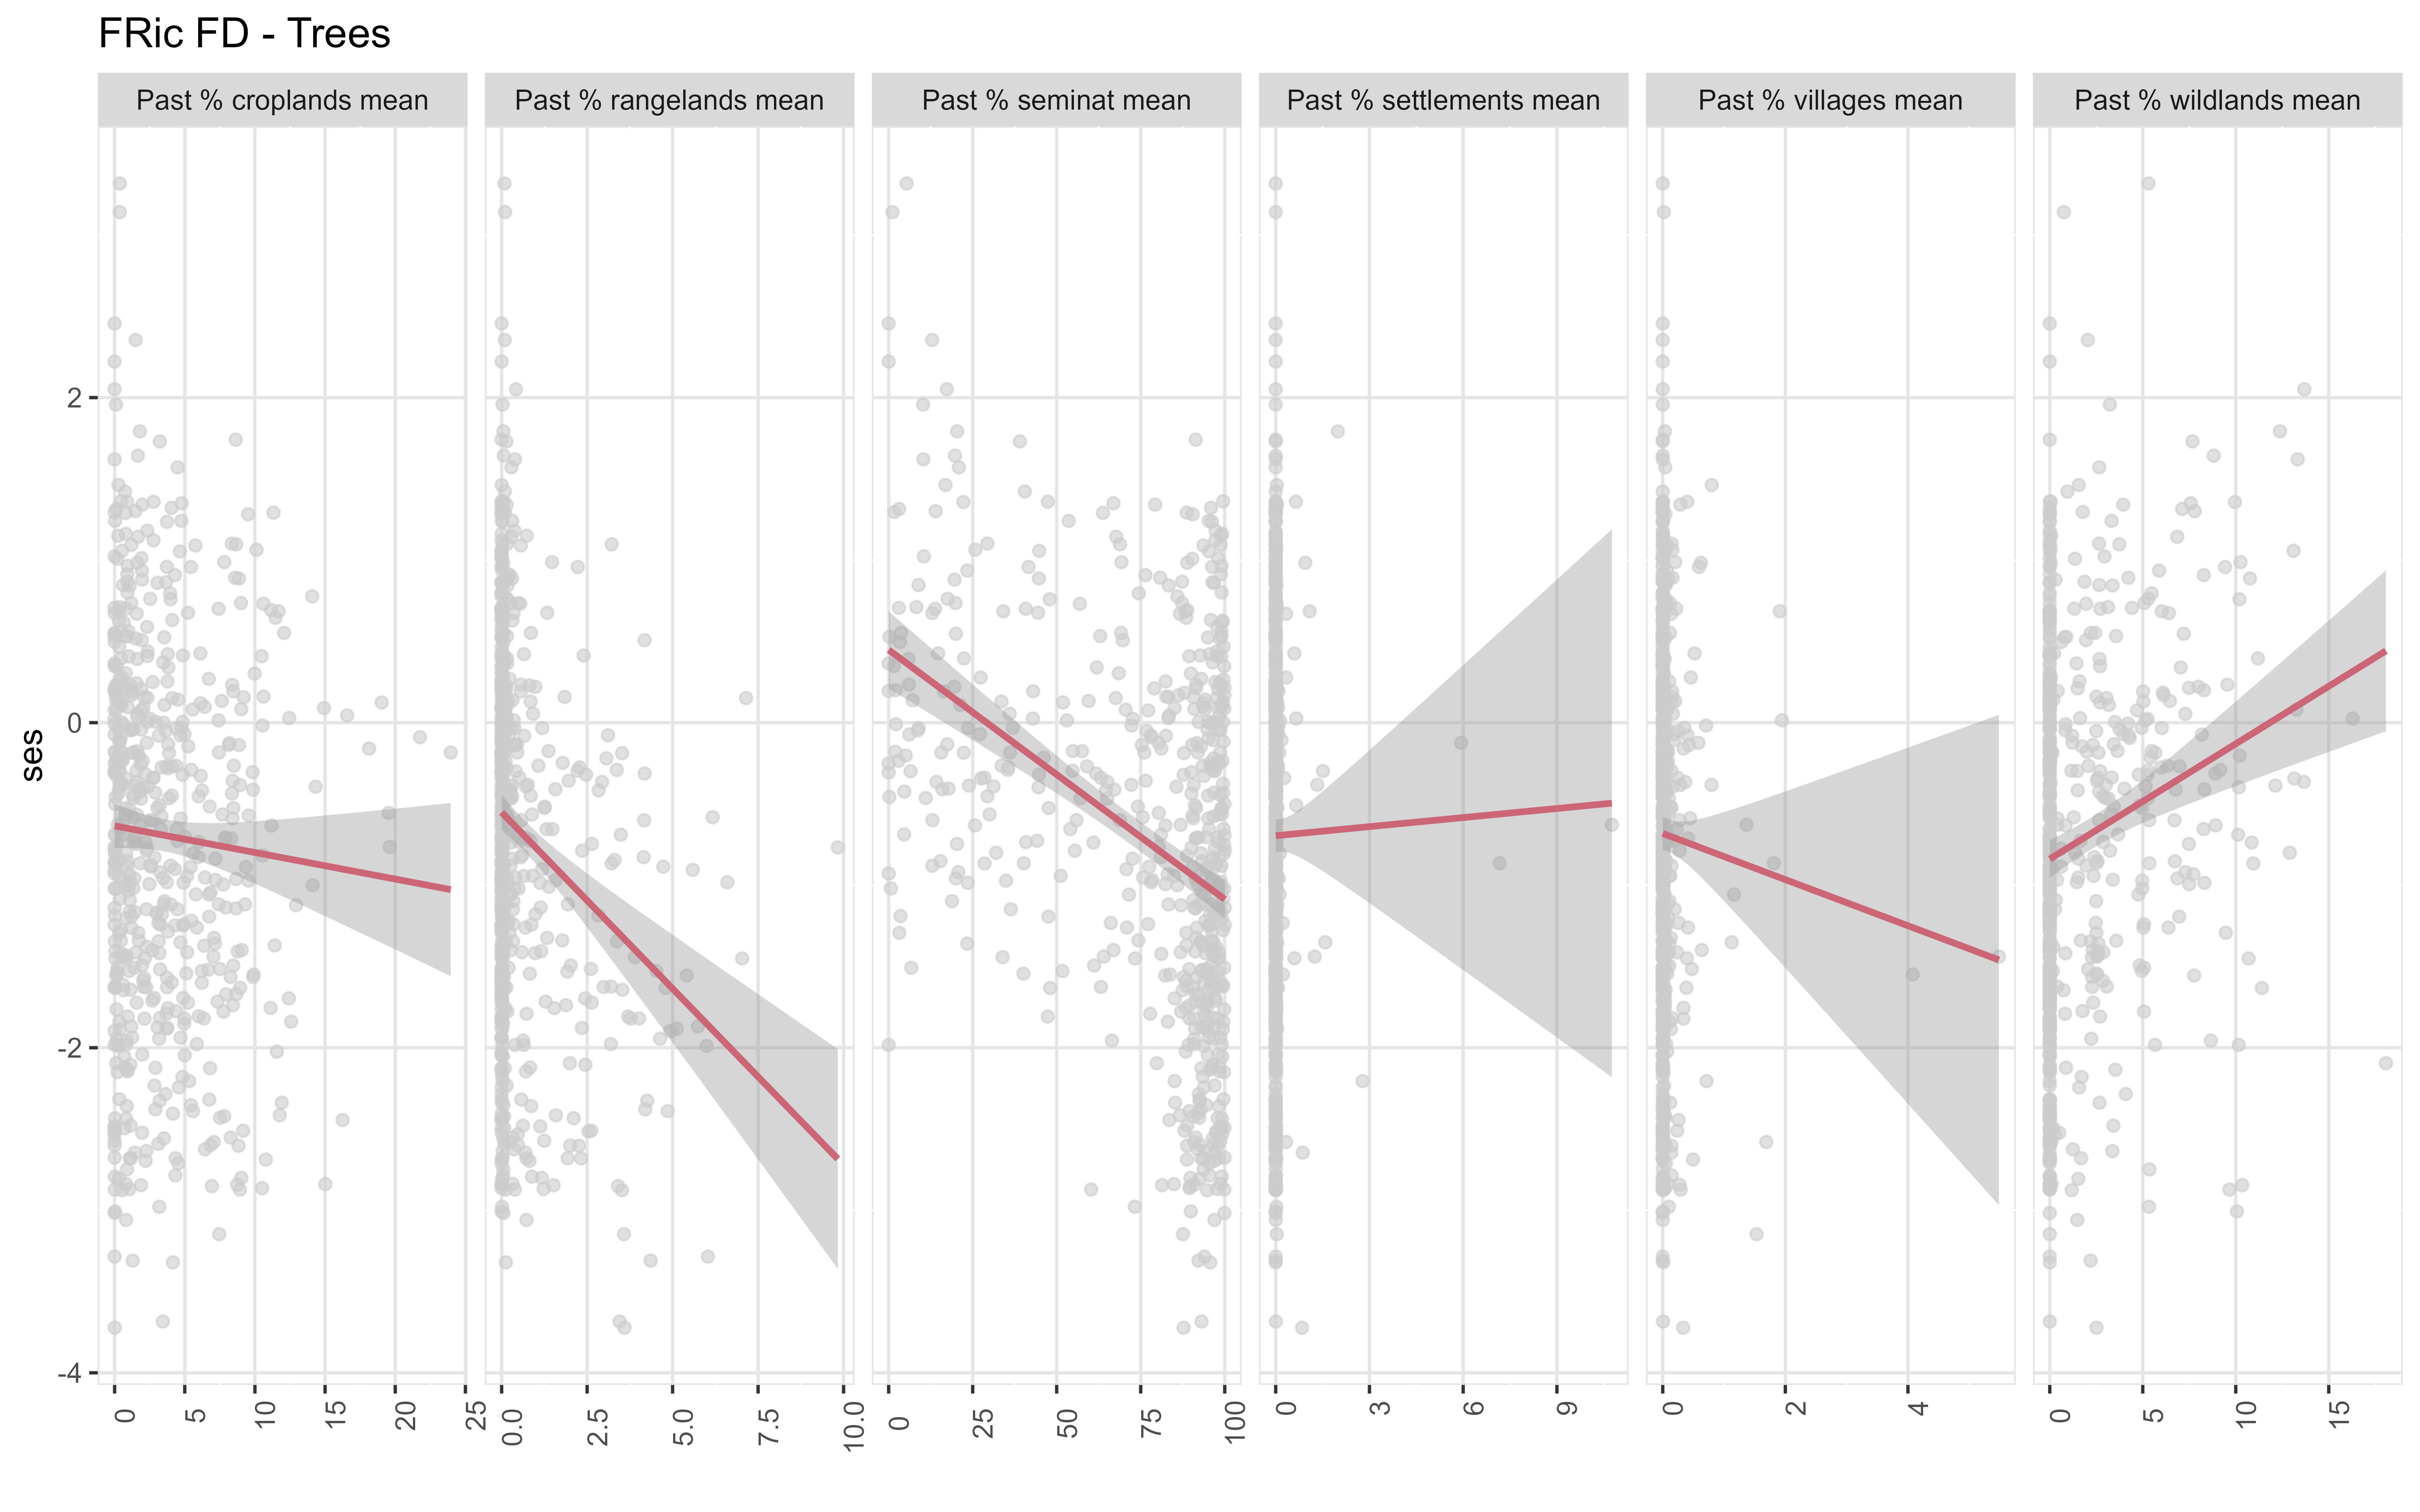 FRic FD - Trees
Past % croplands mean
Past % rangelands mean
Past % seminat mean
Past % settlements mean
Past % villages mean
Past % wildlands mean
ses
2
0
-2
-4
0 5 10 15 20 25
0.0 2.5 5.0 7.5 10.0
0 25 50 75 100
0 3 6 9
0 2 4
0 5 10 15